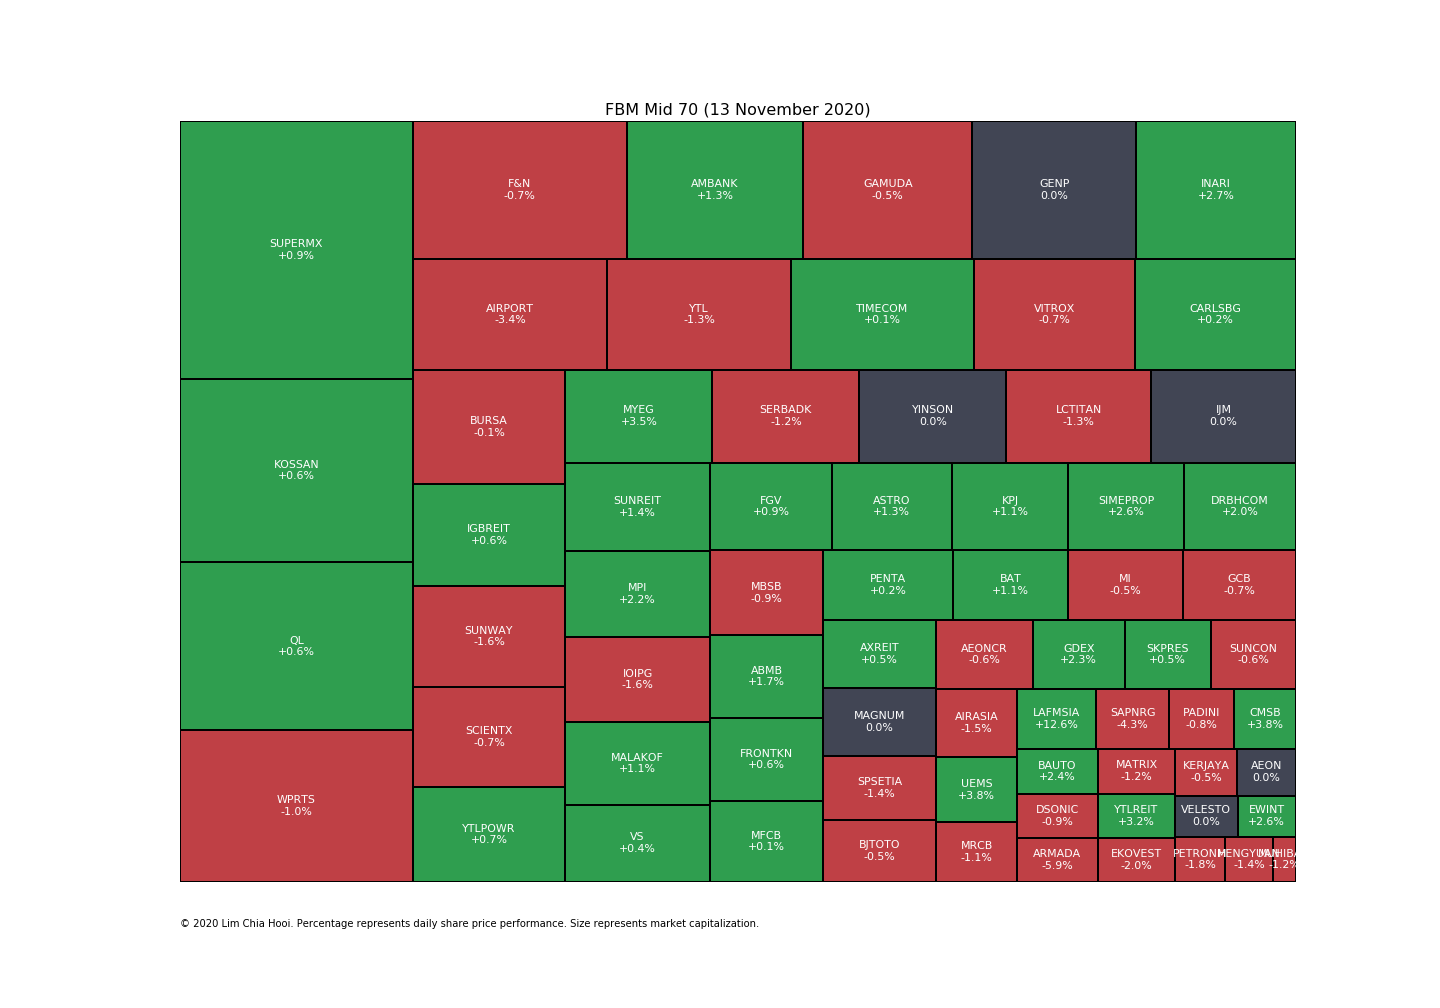 FBM Mid 70 (13 November 2020)
SUPERMX
+0.9%
KOSSAN
+0.6%
QL
+0.6%
WPRTS
-1.0%
F&N
-0.7%
AMBANK
+1.3%
GAMUDA
-0.5%
GENP
0.0%
INARI
+2.7%
AIRPORT
-3.4%
YTL
-1.3%
TIMECOM
+0.1%
VITROX
-0.7%
CARLSBG
+0.2%
BURSA
-0.1%
IGBREIT
+0.6%
SUNWAY
-1.6%
SCIENTX
-0.7%
YTLPOWR
+0.7%
MYEG
+3.5%
SERBADK
-1.2%
YINSON
0.0%
LCTITAN
-1.3%
IJM
0.0%
SUNREIT
+1.4%
MPI
+2.2%
IOIPG
-1.6%
MALAKOF
+1.1%
VS
+0.4%
FGV
+0.9%
ASTRO
+1.3%
KPJ
+1.1%
SIMEPROP
+2.6%
DRBHCOM
+2.0%
MBSB
-0.9%
ABMB
+1.7%
FRONTKN
+0.6%
MFCB
+0.1%
PENTA
+0.2%
BAT
+1.1%
MI
-0.5%
GCB
-0.7%
AXREIT
+0.5%
MAGNUM
0.0%
SPSETIA
-1.4%
BJTOTO
-0.5%
AEONCR
-0.6%
GDEX
+2.3%
SKPRES
+0.5%
SUNCON
-0.6%
AIRASIA
-1.5%
UEMS
+3.8%
MRCB
-1.1%
LAFMSIA
+12.6%
SAPNRG
-4.3%
PADINI
-0.8%
CMSB
+3.8%
BAUTO
+2.4%
DSONIC
-0.9%
ARMADA
-5.9%
MATRIX
-1.2%
YTLREIT
+3.2%
EKOVEST
-2.0%
KERJAYA
-0.5%
AEON
0.0%
VELESTO
0.0%
EWINT
+2.6%
-1.8%
-1.4%
-1.2%
© 2020 Lim Chia Hooi. Percentage represents daily share price performance. Size represents market capitalization.